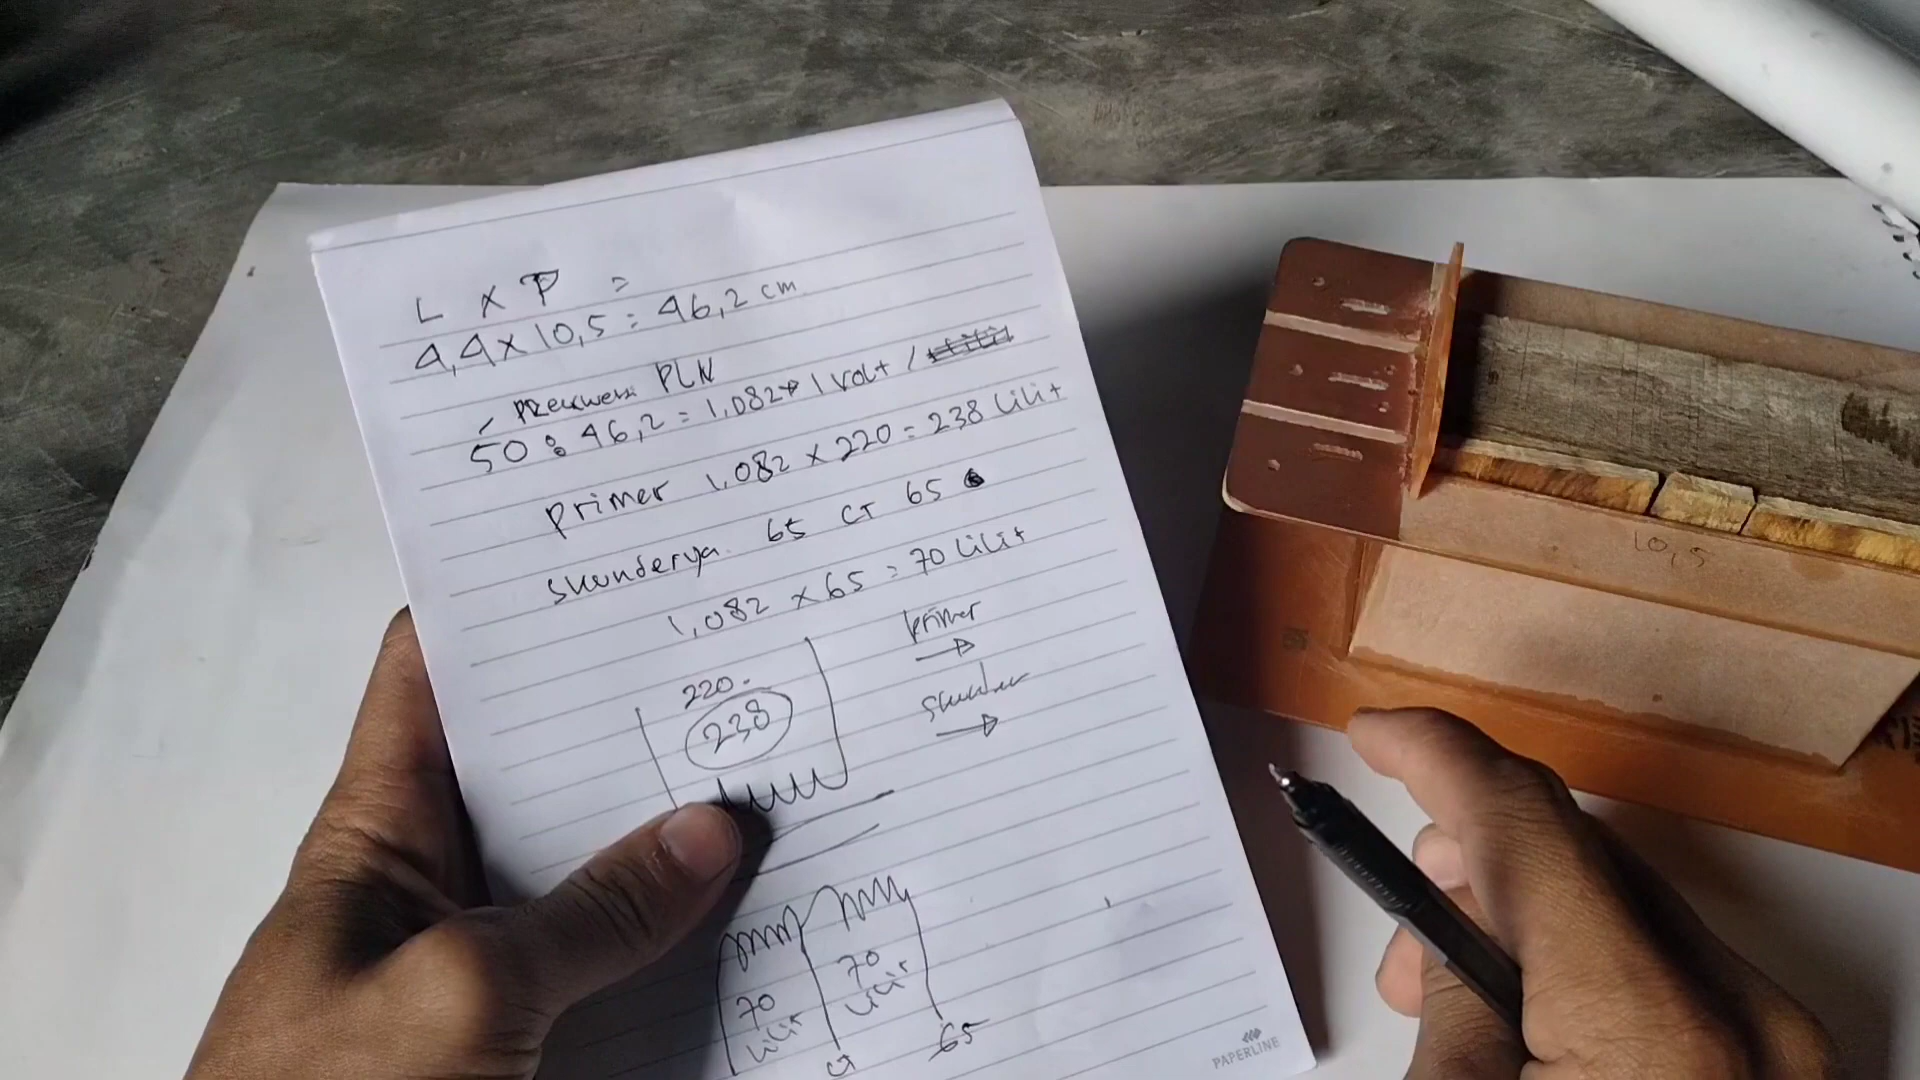 L x P =
4,4 x 10,5 = 46,2 cm
PLN
50 : 46,2 = 1,082 → 1 volt /
primer 1,082 x 220 = 238 Lilit
skunderya. 65 CT 65
1,082 x 65 = 70 Lilit
primer
skunder
220.
238
70 Lilit
70 Lilit
CT
65
PAPERLINE
10,5